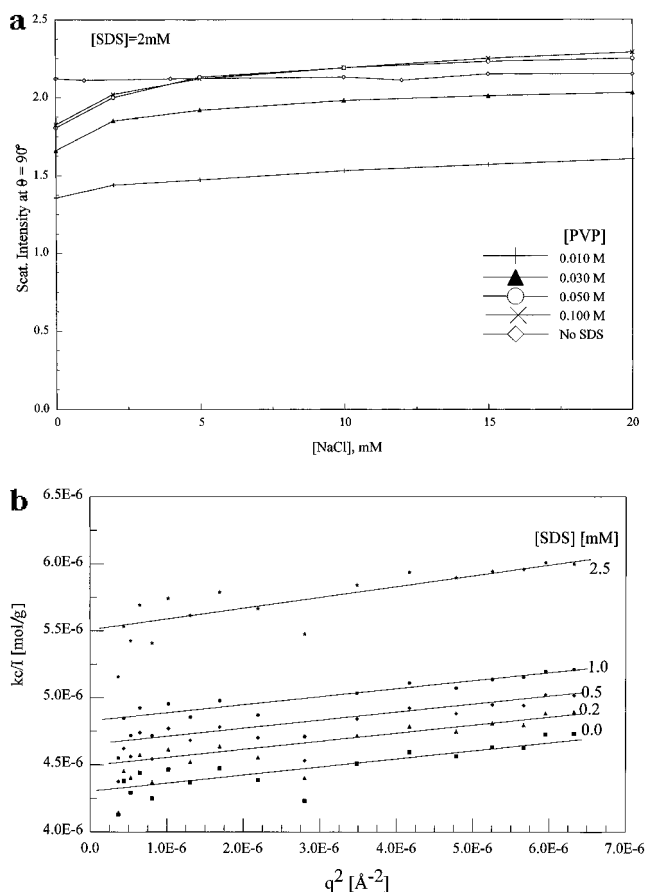 a
[SDS]=2mM
2.5
2.0
1.5
1.0
0.5
0.0
Scat. Intensity at θ = 90°
[PVP]
0.010 M
0.030 M
0.050 M
0.100 M
No SDS
0
5
10
15
20
[NaCl], mM
b
6.5E-6
6.0E-6
5.5E-6
5.0E-6
4.5E-6
4.0E-6
kc/I [mol/g]
[SDS] [mM]
2.5
1.0
0.5
0.2
0.0
0.0
1.0E-6
2.0E-6
3.0E-6
4.0E-6
5.0E-6
6.0E-6
7.0E-6
q² [Å⁻²]